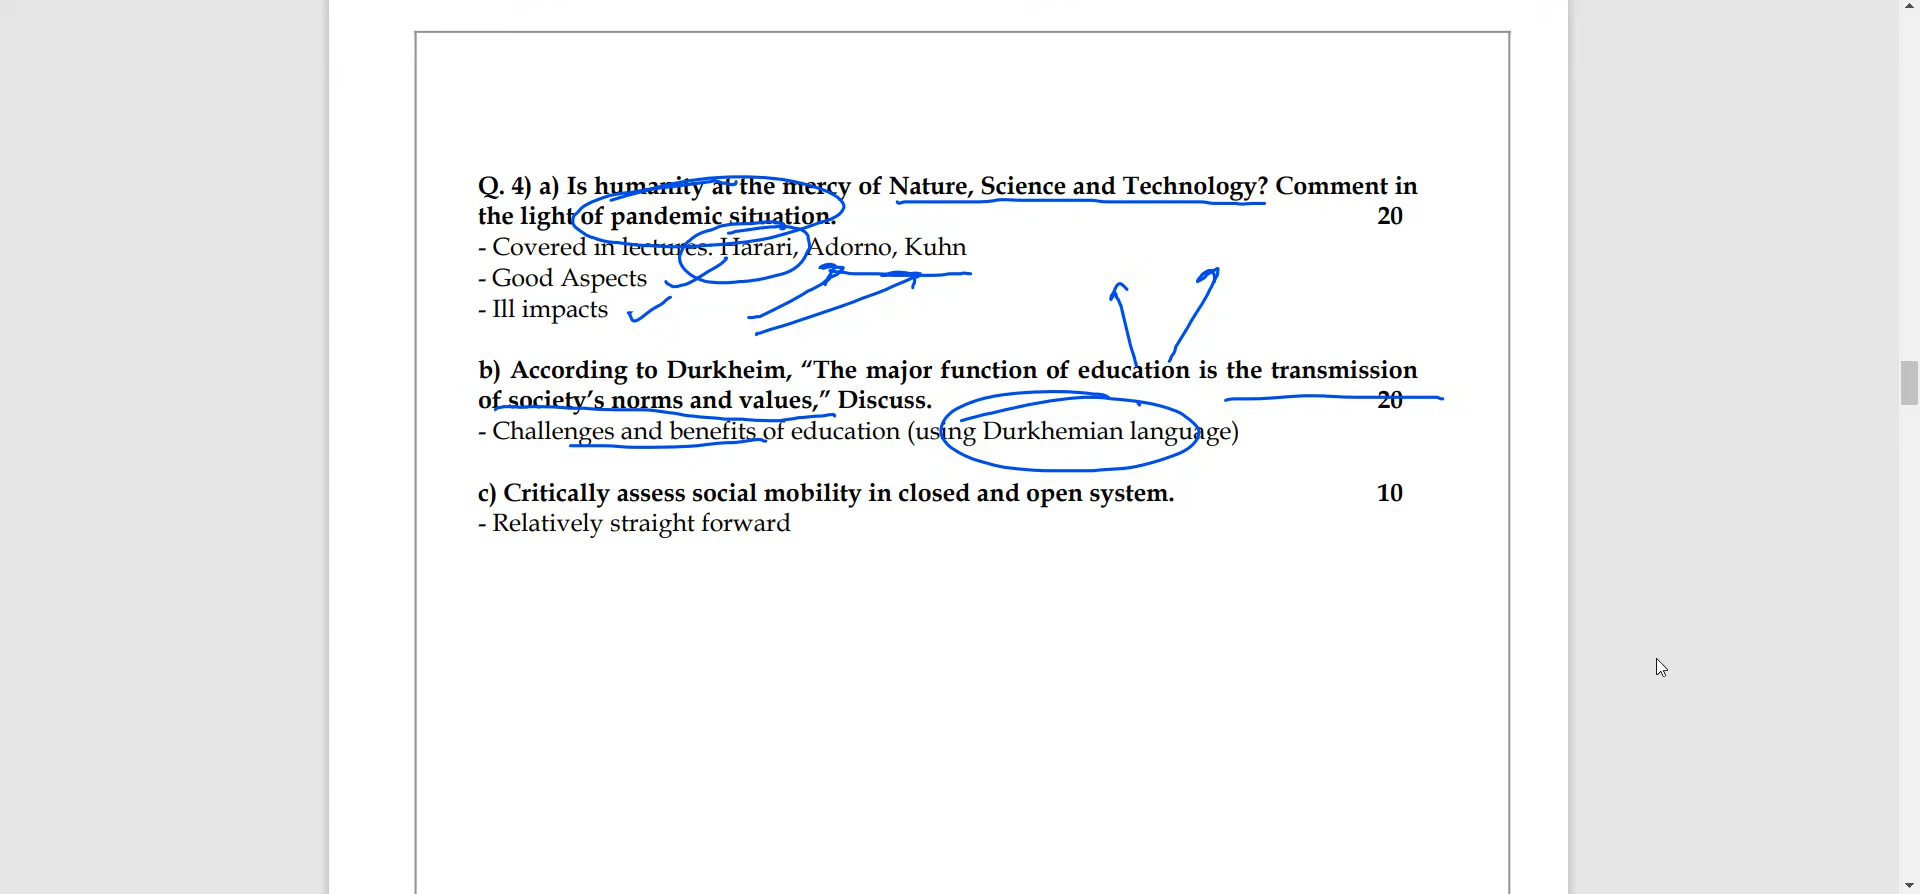 Q. 4) a) Is humanity at the mercy of Nature, Science and Technology? Comment in
the light of pandemic situation. 20
- Covered in lectures. Harari, Adorno, Kuhn
- Good Aspects
- Ill impacts
b) According to Durkheim, “The major function of education is the transmission
of society’s norms and values,” Discuss. 20
- Challenges and benefits of education (using Durkhemian language)
c) Critically assess social mobility in closed and open system. 10
- Relatively straight forward